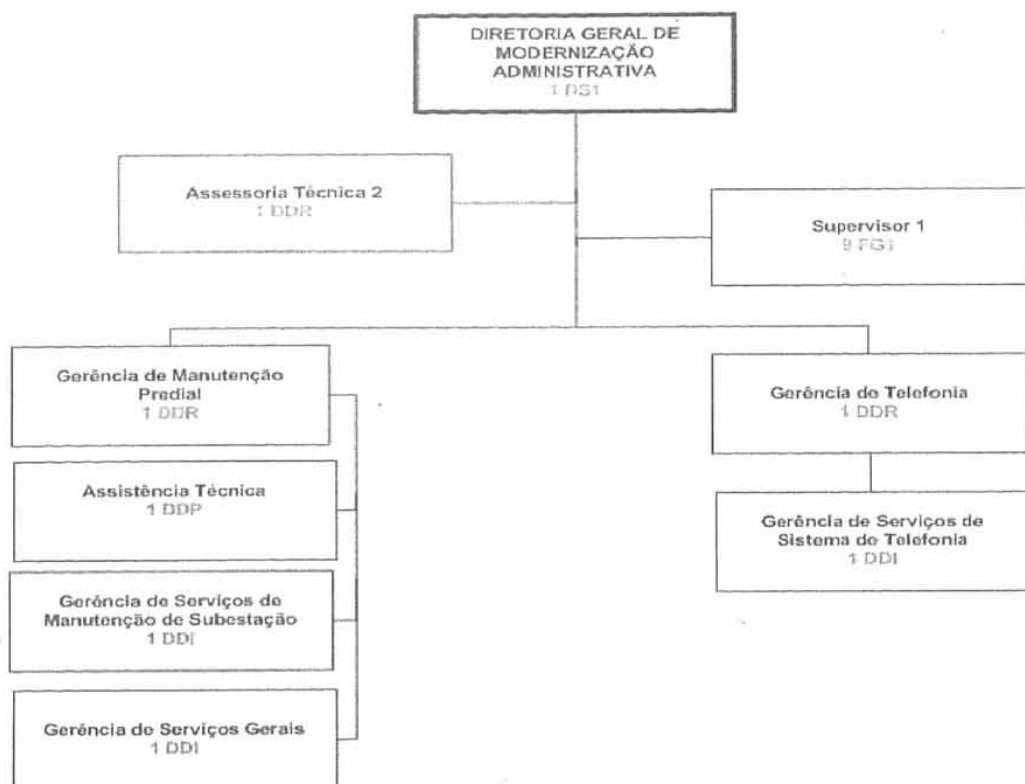 DIRETORIA GERAL DE
MODERNIZAÇÃO
ADMINISTRATIVA
1 DS1
Assessoria Técnica 2
1 DDR
Supervisor 1
9 FG1
Gerência de Manutenção
Predial
1 DDR
Gerência de Telefonia
1 DDR
Assistência Técnica
1 DDP
Gerência de Serviços de
Sistema de Telefonia
1 DDI
Gerência de Serviços de
Manutenção de Subestação
1 DDI
Gerência de Serviços Gerais
1 DDI